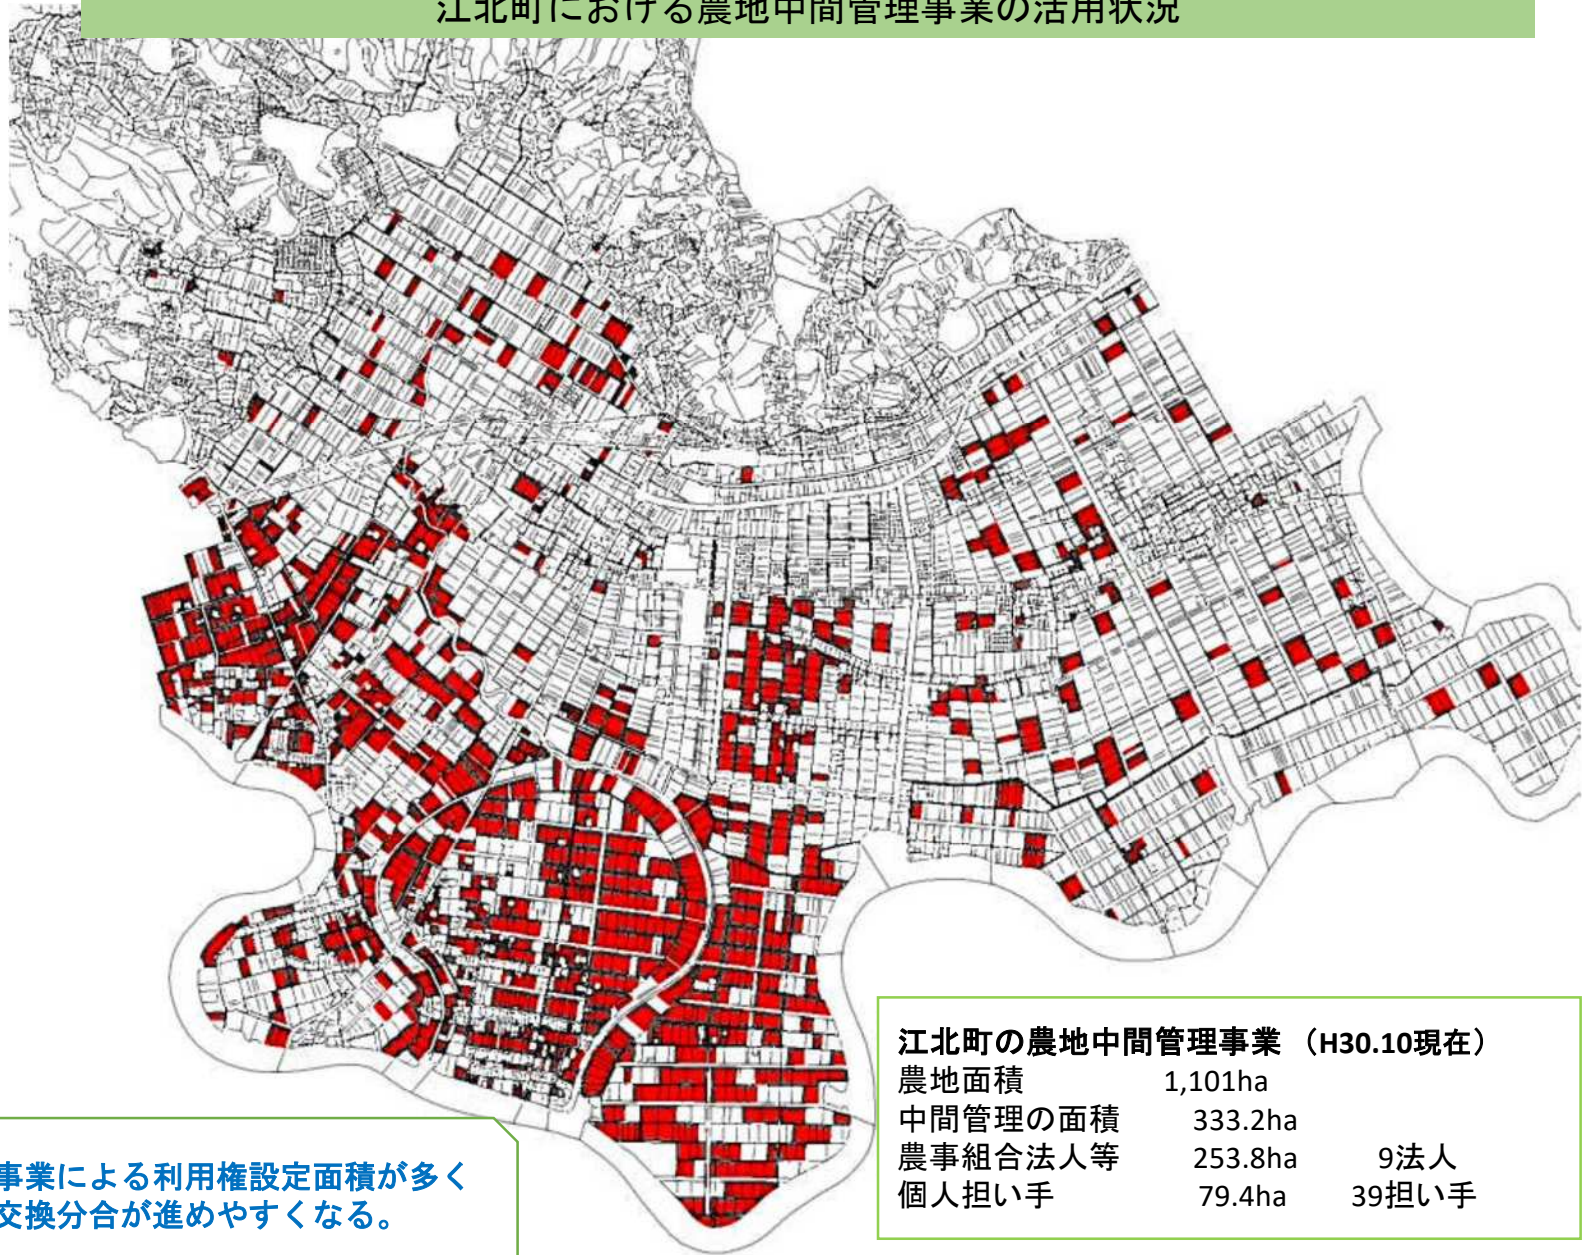 江北町における農地中間管理事業の活用状況
江北町の農地中間管理事業 （H30.10現在）
農地面積 1,101ha
中間管理の面積 333.2ha
農事組合法人等 253.8ha 9法人
個人担い手 79.4ha 39担い手
事業による利用権設定面積が多く
交換分合が進めやすくなる。